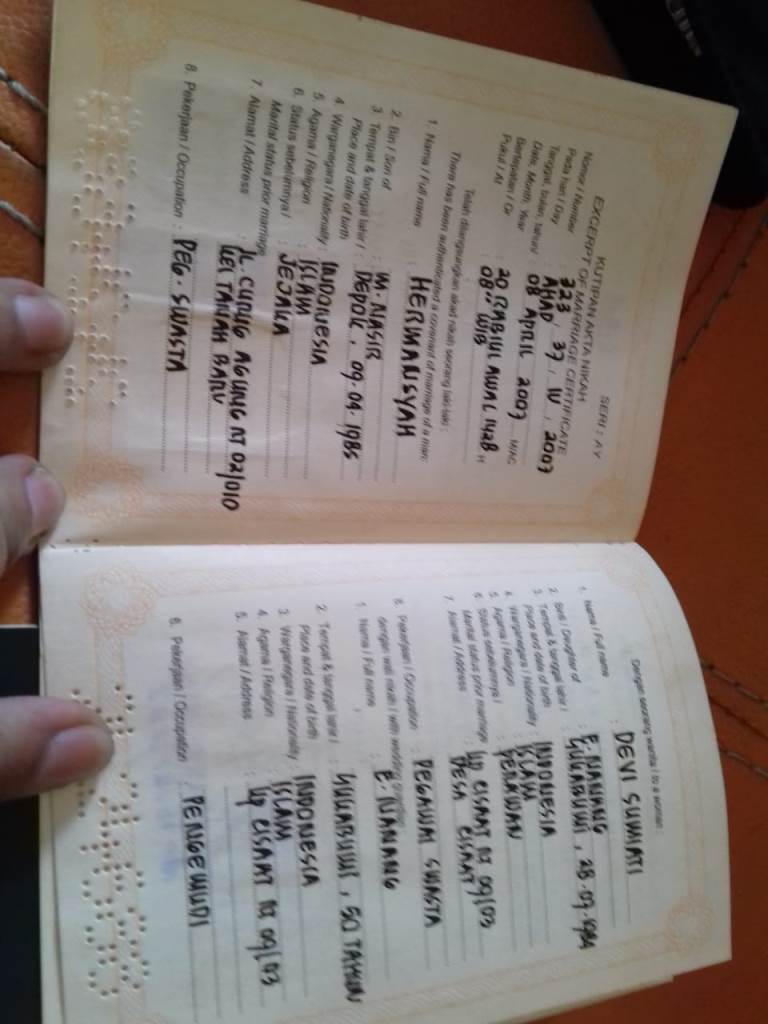 SERI : AY
KUTIPAN AKTA NIKAH
EXCERPT OF MARRIAGE CERTIFICATE
Nomor / Number : 323 / 37 / IV / 2007
Pada hari / Day : AHAD
Tanggal, bulan, tahun / : 08 APRIL 2007 MAC
Date, Month, Year
Bertepatan / Or : 20 RABIUL AWAL 1428 H
Pukul / At : 08 WIB
Telah dilangsungkan akad nikah seorang laki-laki :
There has been authenticated a covenant of marriage of a man:
1. Nama / Full name : HERMANSYAH
2. Bin / Son of : M. NASIR
3. Tempat & tanggal lahir / : DEPOK, 09.04.1985
Place and date of birth
4. Warganegara / Nationality : INDONESIA
5. Agama / Religion : ISLAM
6. Status sebelumnya / : JEJAKA
Marital status prior marriage
7. Alamat / Address : JL. CURUG AGUNG RT 02/010
KEL TANAH BARU
8. Pekerjaan / Occupation : PEG. SWASTA
Dengan seorang wanita / to a woman :
1. Nama / Full name : DEVI SUMIATI
2. Binti / Daughter of : E. NANANG
3. Tempat & tanggal lahir / : SUKABUMI, 28.07.1984
Place and date of birth
4. Warganegara / Nationality : INDONESIA
5. Agama / Religion : ISLAM
6. Status sebelumnya / : PERAWAN
Marital status prior marriage
7. Alamat / Address : KP CISAAT RT 09/03
DESA CISAAT
8. Pekerjaan / Occupation : PEGAWAI SWASTA
dengan wali nikah / with wedding guardian
1. Nama / Full name : E. NANANG
2. Tempat & tanggal lahir / : SUKABUMI, 50 TAHUN
Place and date of birth
3. Warganegara / Nationality : INDONESIA
4. Agama / Religion : ISLAM
5. Alamat / Address : KP CISAAT RT 09/03
6. Pekerjaan / Occupation : PENGEMUDI